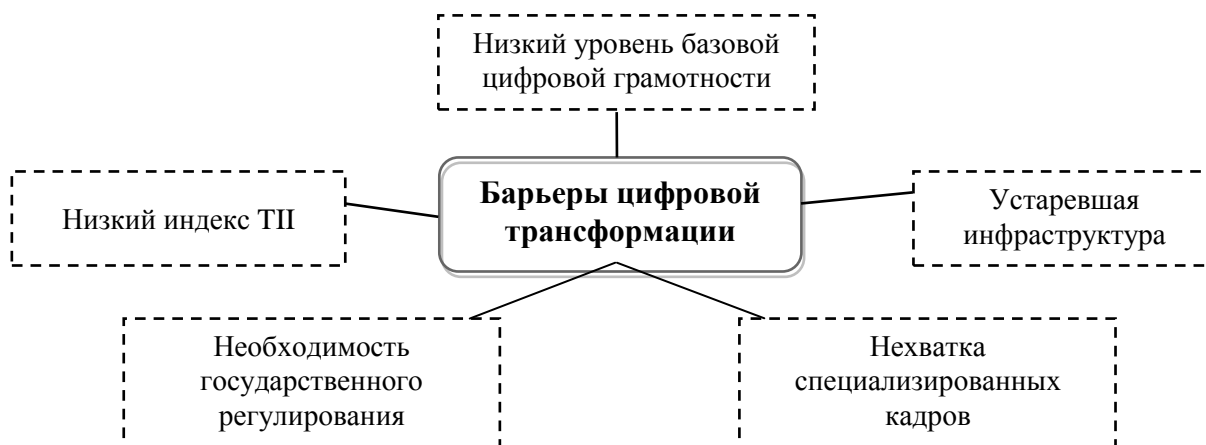 Низкий уровень базовой
цифровой грамотности
Барьеры цифровой
трансформации
Низкий индекс TII
Устаревшая
инфраструктура
Необходимость
государственного
регулирования
Нехватка
специализированных
кадров